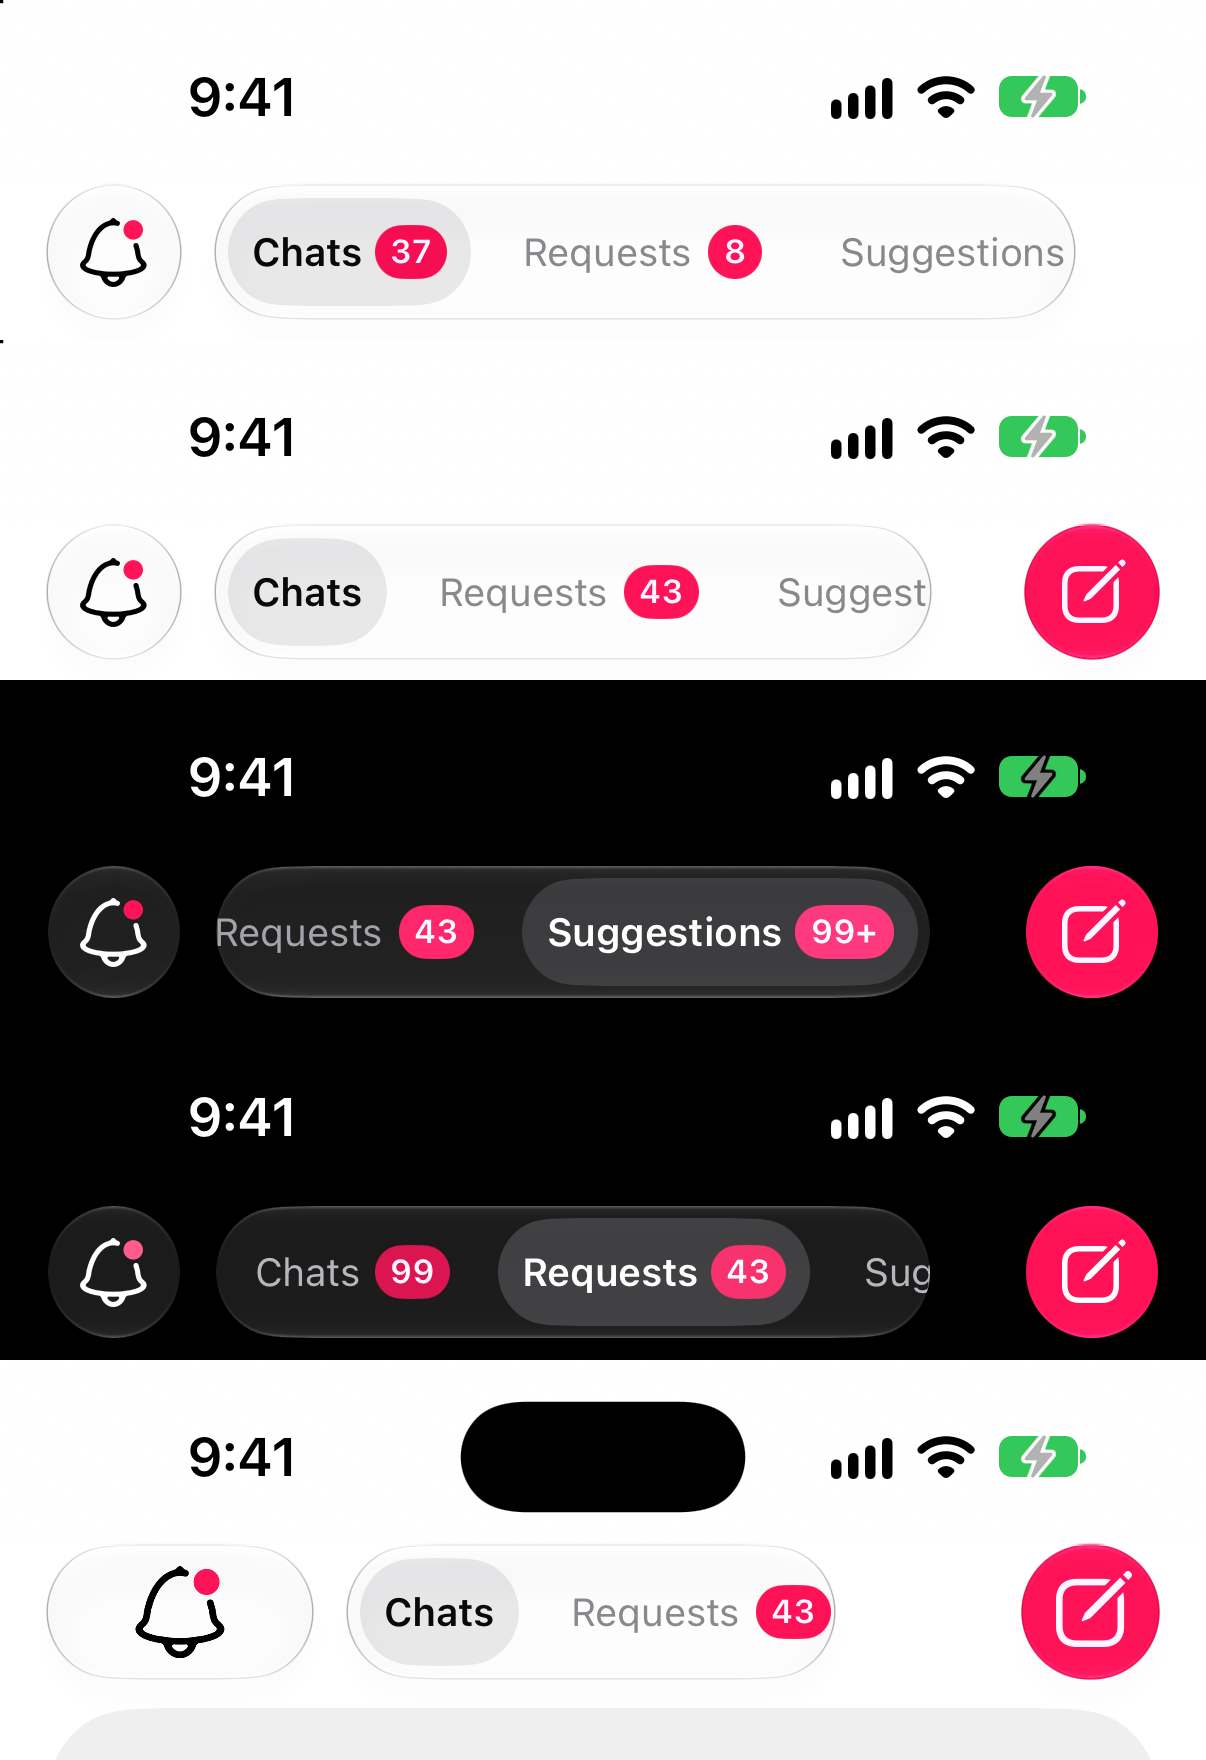 9:41
Chats 37 Requests 8 Suggestions
9:41
Chats Requests 43 Suggest
9:41
Requests 43 Suggestions 99+
9:41
Chats 99 Requests 43 Sug
9:41
Chats Requests 43